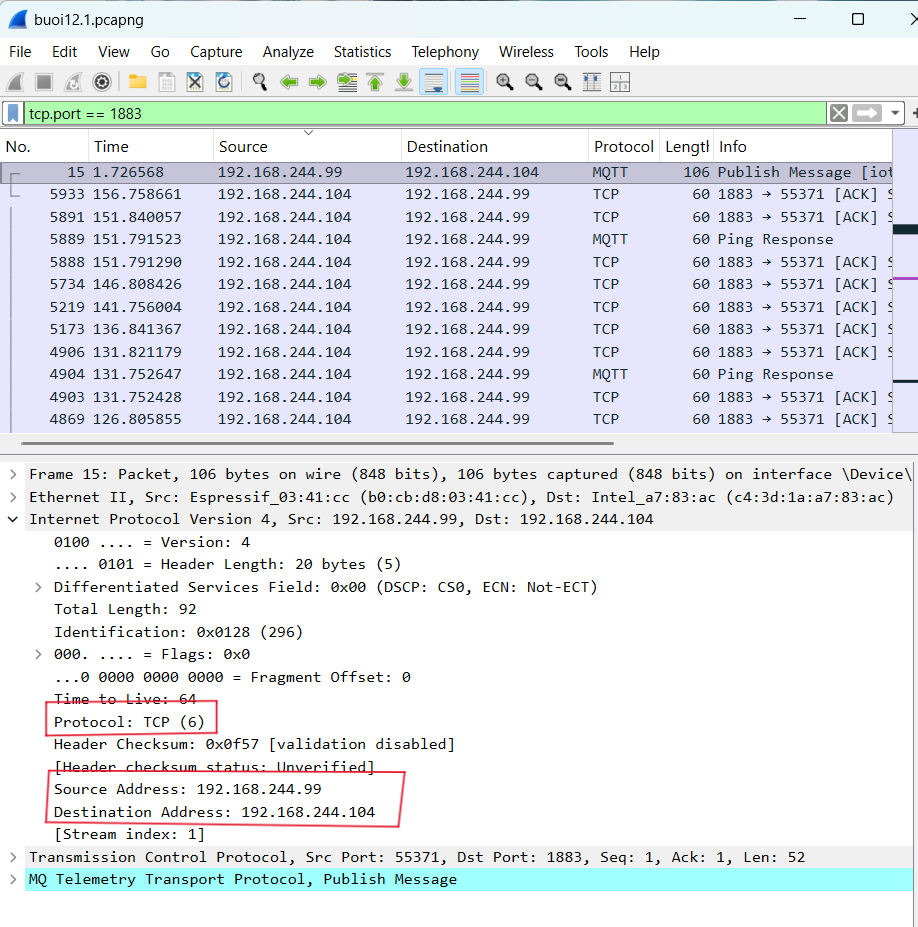 buoi12.1.pcapng
File Edit View Go Capture Analyze Statistics Telephony Wireless Tools Help
tcp.port == 1883
No. Time Source Destination Protocol Length Info
15 1.726568 192.168.244.99 192.168.244.104 MQTT 106 Publish Message [iot
5933 156.758661 192.168.244.104 192.168.244.99 TCP 60 1883 → 55371 [ACK] S
5891 151.840057 192.168.244.104 192.168.244.99 TCP 60 1883 → 55371 [ACK] S
5889 151.791523 192.168.244.104 192.168.244.99 MQTT 60 Ping Response
5888 151.791290 192.168.244.104 192.168.244.99 TCP 60 1883 → 55371 [ACK] S
5734 146.808426 192.168.244.104 192.168.244.99 TCP 60 1883 → 55371 [ACK] S
5219 141.756004 192.168.244.104 192.168.244.99 TCP 60 1883 → 55371 [ACK] S
5173 136.841367 192.168.244.104 192.168.244.99 TCP 60 1883 → 55371 [ACK] S
4906 131.821179 192.168.244.104 192.168.244.99 TCP 60 1883 → 55371 [ACK] S
4904 131.752647 192.168.244.104 192.168.244.99 MQTT 60 Ping Response
4903 131.752428 192.168.244.104 192.168.244.99 TCP 60 1883 → 55371 [ACK] S
4869 126.805855 192.168.244.104 192.168.244.99 TCP 60 1883 → 55371 [ACK] S
Frame 15: Packet, 106 bytes on wire (848 bits), 106 bytes captured (848 bits) on interface \Device\
Ethernet II, Src: Espressif_03:41:cc (b0:cb:d8:03:41:cc), Dst: Intel_a7:83:ac (c4:3d:1a:a7:83:ac)
Internet Protocol Version 4, Src: 192.168.244.99, Dst: 192.168.244.104
0100 .... = Version: 4
.... 0101 = Header Length: 20 bytes (5)
Differentiated Services Field: 0x00 (DSCP: CS0, ECN: Not-ECT)
Total Length: 92
Identification: 0x0128 (296)
000. .... = Flags: 0x0
...0 0000 0000 0000 = Fragment Offset: 0
Time to Live: 64
Protocol: TCP (6)
Header Checksum: 0x0f57 [validation disabled]
[Header checksum status: Unverified]
Source Address: 192.168.244.99
Destination Address: 192.168.244.104
[Stream index: 1]
Transmission Control Protocol, Src Port: 55371, Dst Port: 1883, Seq: 1, Ack: 1, Len: 52
MQ Telemetry Transport Protocol, Publish Message